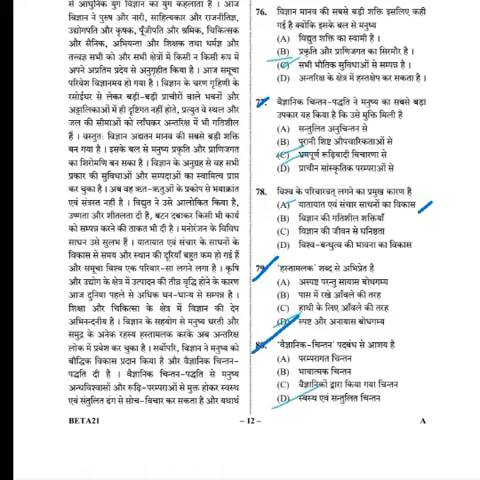 से आधुनिक युग विज्ञान का युग कहलाता है । आज
विज्ञान ने पुरुष और नारी, साहित्यकार और राजनीतिज्ञ,
उद्योगपति और कृषक, पूँजीपति और श्रमिक, चिकित्सक
और सैनिक, अभियन्ता और शिक्षक तथा धर्मज्ञ और
तत्त्वज्ञ सभी को और सभी क्षेत्रों में किसी न किसी रूप में
अपने अप्रतिम प्रदेय से अनुगृहीत किया है । आज समूचा
परिवेश विज्ञानमय हो गया है । विज्ञान के चरण गृहिणी के
रसोईघर से लेकर बड़ी-बड़ी प्राचीरों वाले भवनों और
अट्टालिकाओं में ही दृष्टिगत नहीं होते, प्रत्युत वे स्थल और
जल की सीमाओं को लाँघकर अन्तरिक्ष में भी गतिशील
हैं । वस्तुतः विज्ञान अद्यतन मानव की सबसे बड़ी शक्ति
बन गया है । इसके बल से मनुष्य प्रकृति और प्राणिजगत
का शिरोमणि बन सका है । विज्ञान के अनुग्रह से वह सभी
प्रकार की सुविधाओं और सम्पदाओं का स्वामित्व प्राप्त
कर चुका है । अब वह ऋतु-ऋतुओं के प्रकोप से भयाक्रांत
एवं संत्रस्त नहीं है । विद्युत ने उसे आलोकित किया है,
उष्णता और शीतलता दी है, बटन दबाकर किसी भी कार्य
को सम्पन्न करने की ताकत भी दी है । मनोरंजन के विविध
साधन उसे सुलभ हैं । यातायात एवं संचार के साधनों के
विकास से समय और स्थान की दूरियाँ बहुत कम हो गई हैं
और समूचा विश्व एक परिवार-सा लगने लगा है । कृषि
और उद्योग के क्षेत्र में उत्पादन की तीव्र वृद्धि होने के कारण
आज दुनिया पहले से अधिक धन-धान्य से सम्पन्न है ।
शिक्षा और चिकित्सा के क्षेत्र में विज्ञान की देन
अभिनन्दनीय है । विज्ञान के सहयोग से मनुष्य धरती और
समुद्र के अनेक रहस्य हस्तामलक करके अब अन्तरिक्ष
लोक में प्रवेश कर चुका है । सर्वोपरि, विज्ञान ने मनुष्य को
बौद्धिक विकास प्रदान किया है और वैज्ञानिक चिन्तन-
पद्धति दी है । वैज्ञानिक चिन्तन-पद्धति से मनुष्य
अन्धविश्वासों और रूढ़ि-परम्पराओं से मुक्त होकर स्वस्थ
एवं संतुलित ढंग से सोच-विचार कर सकता है और यथार्थ
76. विज्ञान मानव की सबसे बड़ी शक्ति इसलिए कही
गई है क्योंकि इसके बल से मनुष्य
(A) विद्युत शक्ति का स्वामी है ।
(B) प्रकृति और प्राणिजगत का सिरमौर है ।
(C) सभी भौतिक सुविधाओं से सम्पन्न है ।
(D) अन्तरिक्ष के क्षेत्र में हस्तक्षेप कर सकता है ।
77. वैज्ञानिक चिन्तन-पद्धति ने मनुष्य का सबसे बड़ा
उपकार यह किया है कि उसे मुक्ति मिली है
(A) सन्तुलित अनुचिन्तन से
(B) पुरानी शिष्ट औपचारिकताओं से
(C) भ्रमपूर्ण रूढ़िवादी विचारणा से
(D) प्राचीन सांस्कृतिक परम्पराओं से
78. विश्व के परिवारवत् लगने का प्रमुख कारण है
(A) यातायात एवं संचार साधनों का विकास
(B) विज्ञान की गतिशील शक्तियाँ
(C) विज्ञान की जीवन से घनिष्ठता
(D) विश्व-बन्धुत्व की भावना का विकास
79. 'हस्तामलक' शब्द से अभिप्रेत है
(A) अस्पष्ट परन्तु सायास बोधगम्य
(B) पास में रखे आँवले की तरह
(C) हाथी के लिए आँवले की तरह
(D) स्पष्ट और अनायास बोधगम्य
80. 'वैज्ञानिक-चिन्तन' पदबंध से आशय है
(A) परम्परागत चिन्तन
(B) भावात्मक चिन्तन
(C) वैज्ञानिकों द्वारा किया गया चिन्तन
(D) स्वस्थ एवं सन्तुलित चिन्तन
BETA21
– 12 –
A